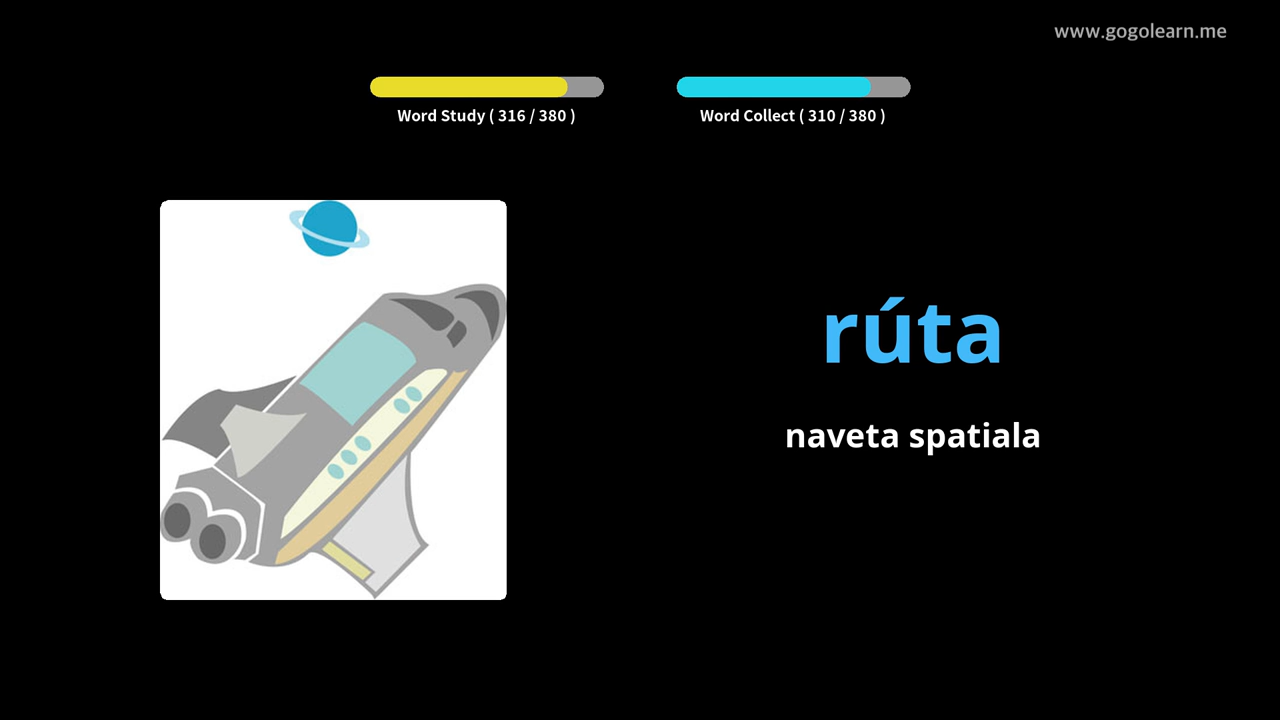 www.gogolearn.me
Word Study ( 316 / 380 )
Word Collect ( 310 / 380 )
rúta
naveta spatiala